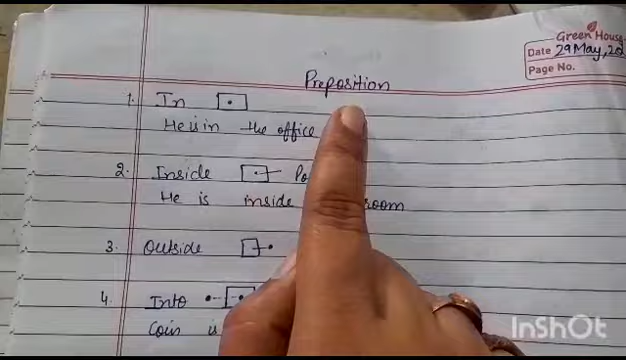 Green House
Date 29 May, 20
Page No.
Preposition
1. In
He is in the office
2. Inside
He is inside room
3. Outside
4. Into
Coin is
InShOt